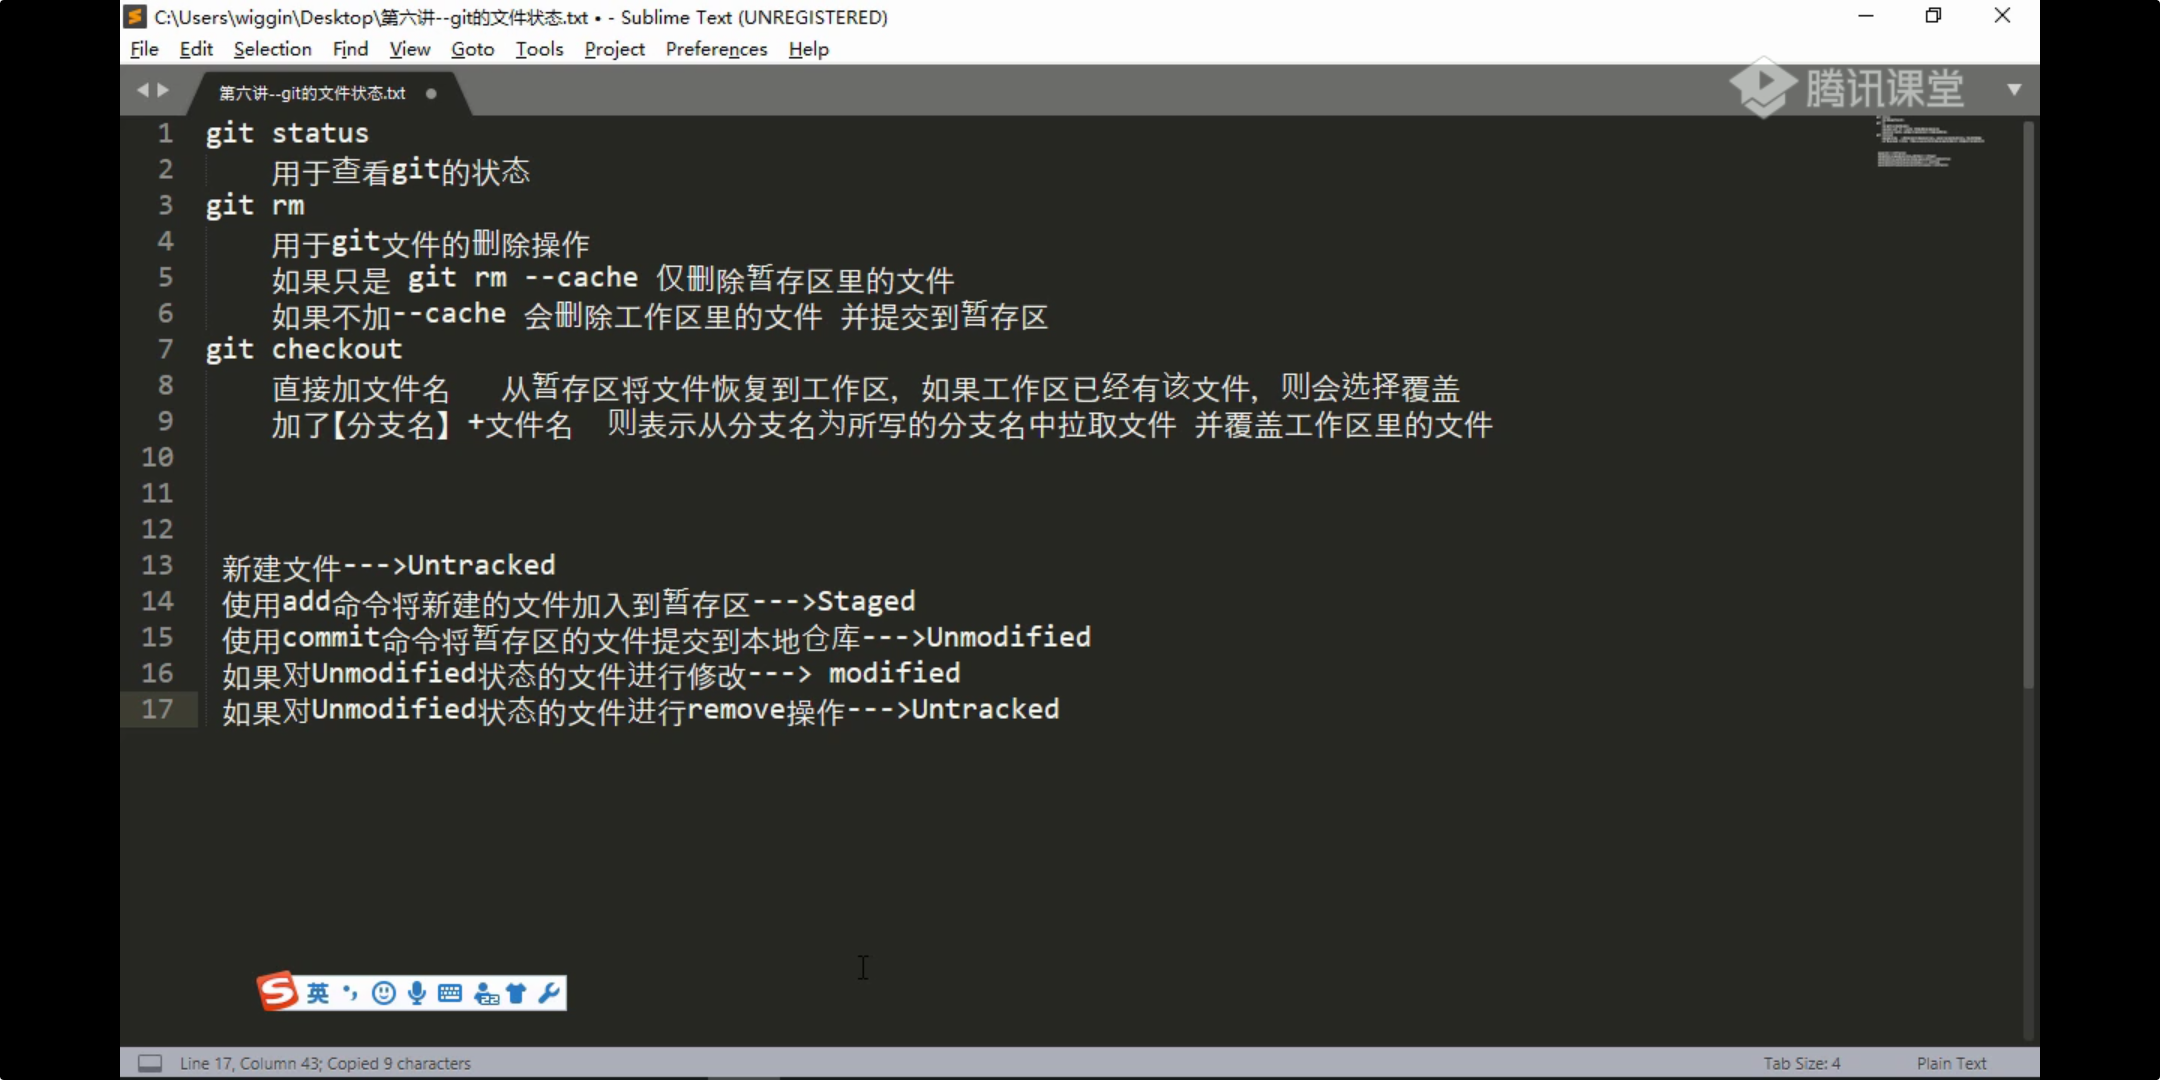 C:\Users\wiggin\Desktop\第六讲--git的文件状态.txt • - Sublime Text (UNREGISTERED)
File Edit Selection Find View Goto Tools Project Preferences Help
第六讲--git的文件状态.txt
腾讯课堂
1 git status
2 用于查看git的状态
3 git rm
4 用于git文件的删除操作
5 如果只是 git rm --cache 仅删除暂存区里的文件
6 如果不加--cache 会删除工作区里的文件 并提交到暂存区
7 git checkout
8 直接加文件名 从暂存区将文件恢复到工作区, 如果工作区已经有该文件, 则会选择覆盖
9 加了【分支名】+文件名 则表示从分支名为所写的分支名中拉取文件 并覆盖工作区里的文件
10
11
12
13 新建文件--->Untracked
14 使用add命令将新建的文件加入到暂存区--->Staged
15 使用commit命令将暂存区的文件提交到本地仓库--->Unmodified
16 如果对Unmodified状态的文件进行修改---> modified
17 如果对Unmodified状态的文件进行remove操作--->Untracked
英
Line 17, Column 43; Copied 9 characters
Tab Size: 4
Plain Text